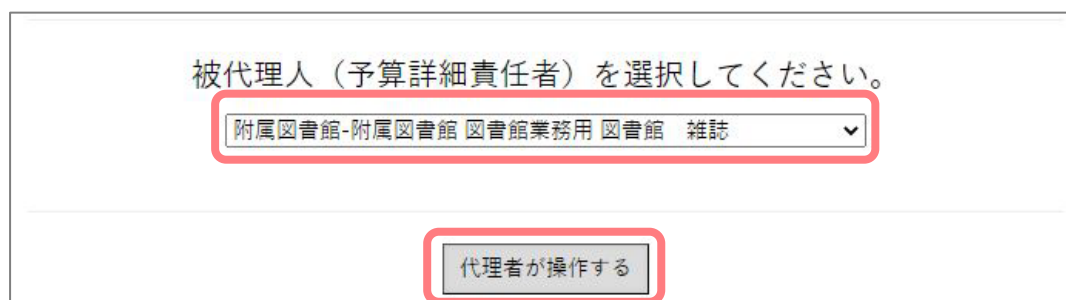 被代理人（予算詳細責任者）を選択してください。
附属図書館-附属図書館 図書館業務用 図書館　雑誌
代理者が操作する